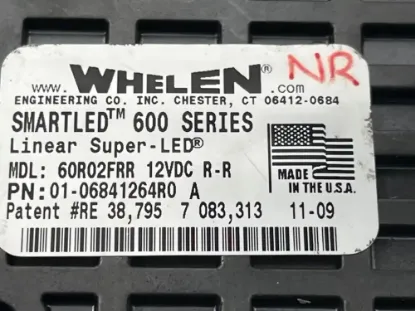 www.WHELEN®.com
NR
ENGINEERING CO. INC. CHESTER, CT 06412-0684
SMARTLED™ 600 SERIES
Linear Super-LED®
MDL: 60R02FRR 12VDC R-R
PN: 01-06841264R0 A
MADE
IN THE U.S.A.
Patent #RE 38,795 7 083,313 11-09